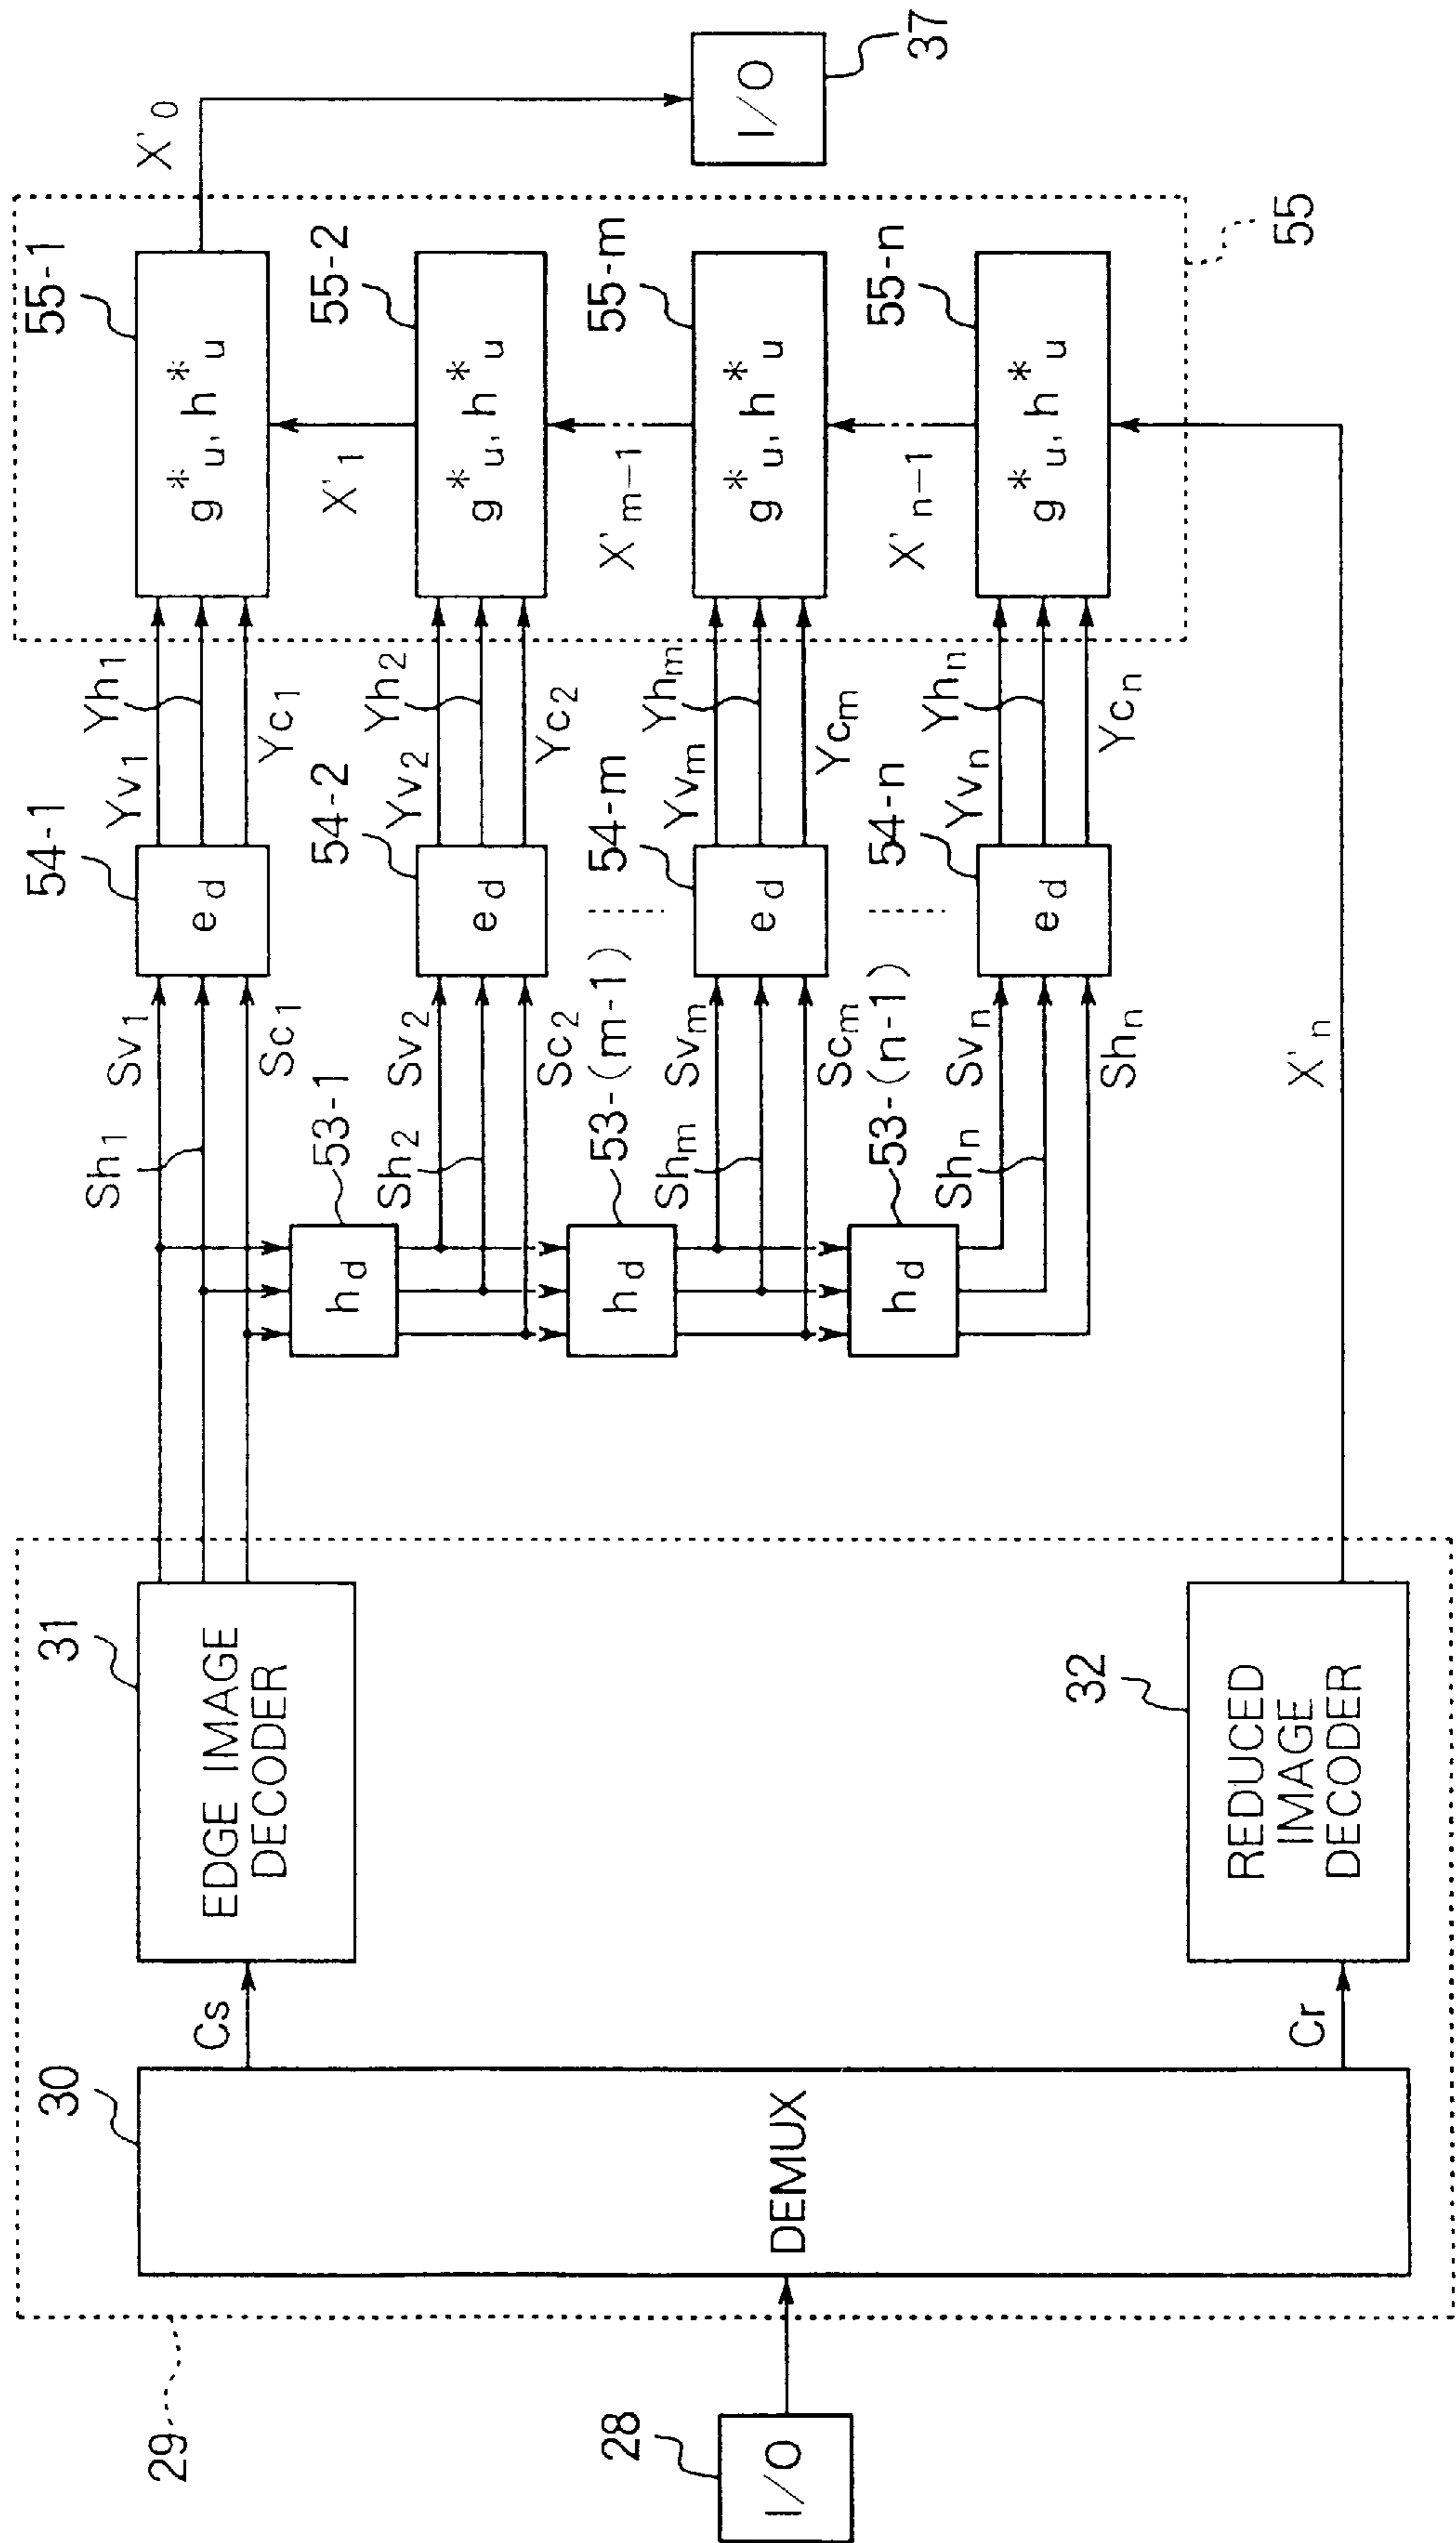 28
I/O
29
30
DEMUX
Cs
Cr
31
EDGE IMAGE
DECODER
32
REDUCED
IMAGE
DECODER
Sh1
Sv1
Sc1
53-1
hd
Sh2
Sv2
Sc2
53-(m-1)
hd
Shm
Svm
Scm
53-(n-1)
hd
Shn
Svn
Shn
X'n
54-1
ed
Yv1
Yh1
Yc1
54-2
ed
Yv2
Yh2
Yc2
54-m
ed
Yvm
Yhm
Ycm
54-n
ed
Yvn
Yhn
Ycn
55-1
g*u, h*u
X'0
X'1
55-2
g*u, h*u
X'm-1
55-m
g*u, h*u
X'n-1
55-n
g*u, h*u
55
I/O
37